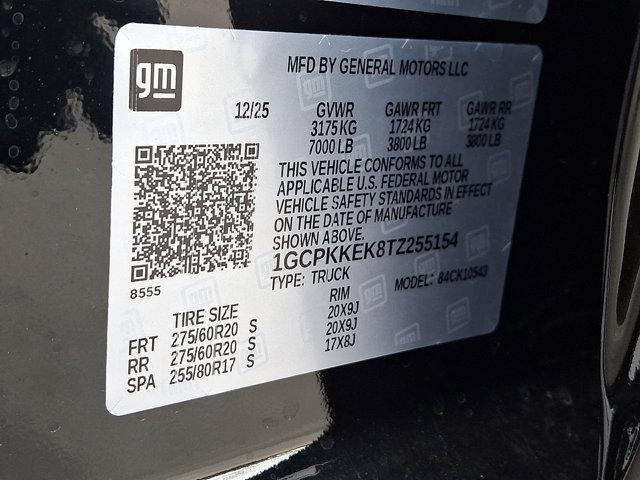 gm
MFD BY GENERAL MOTORS LLC
12/25 GVWR GAWR FRT GAWR RR
3175 KG 1724 KG 1724 KG
7000 LB 3800 LB 3800 LB
THIS VEHICLE CONFORMS TO ALL
APPLICABLE U.S. FEDERAL MOTOR
VEHICLE SAFETY STANDARDS IN EFFECT
ON THE DATE OF MANUFACTURE
SHOWN ABOVE.
1GCPKKEK8TZ255154
TYPE: TRUCK MODEL: 84CK10543
8555
TIRE SIZE RIM
FRT 275/60R20 S 20X9J
RR 275/60R20 S 20X9J
SPA 255/80R17 S 17X8J